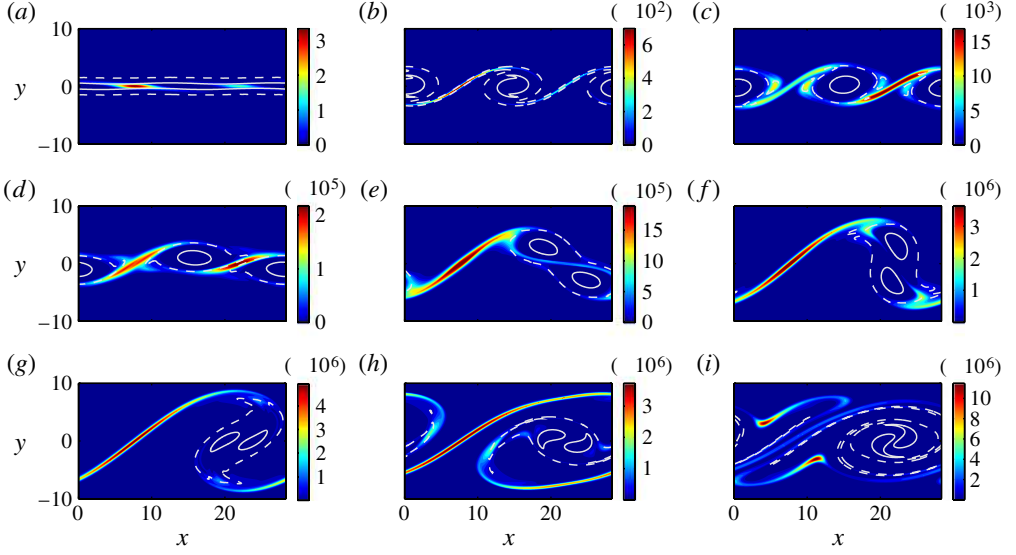 (a) (b) ( 10²) (c) ( 10³)
10 3 6 15
y 0 2 4 10
1 2 5
−10 0 0 0
(d) ( 10⁵) (e) ( 10⁵) (f) ( 10⁶)
10 2 15 3
y 0 1 10 2
5 1
−10 0 0
(g) ( 10⁶) (h) ( 10⁶) (i) ( 10⁶)
10 4 3 10
3 8
y 0 2 2 6
1 1 4
−10 2
0 10 20 0 10 20 0 10 20
x x x